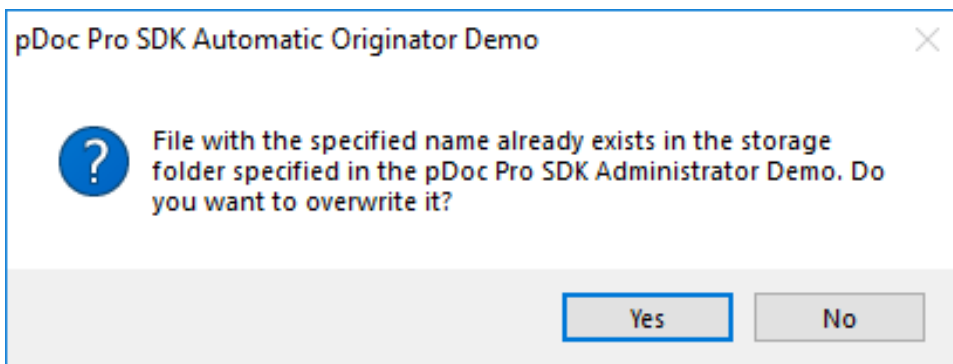 pDoc Pro SDK Automatic Originator Demo
File with the specified name already exists in the storage
folder specified in the pDoc Pro SDK Administrator Demo. Do
you want to overwrite it?
Yes No